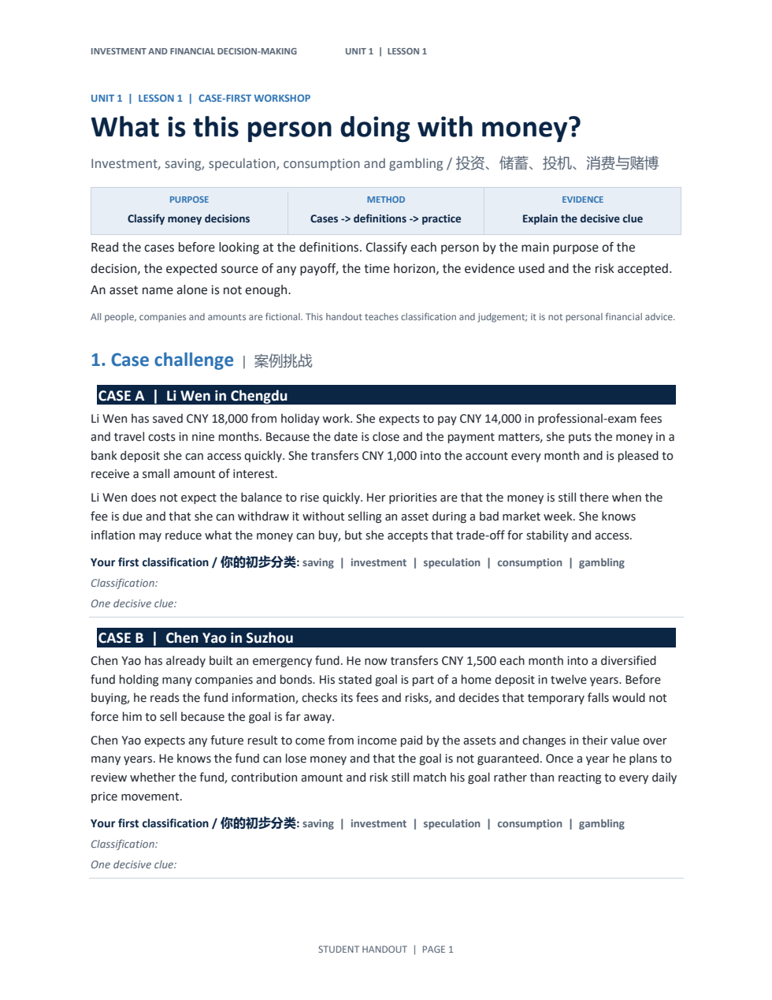 INVESTMENT AND FINANCIAL DECISION-MAKING UNIT 1 | LESSON 1
UNIT 1 | LESSON 1 | CASE-FIRST WORKSHOP
What is this person doing with money?
Investment, saving, speculation, consumption and gambling / 投资、储蓄、投机、消费与赌博
PURPOSE METHOD EVIDENCE
Classify money decisions Cases -> definitions -> practice Explain the decisive clue
Read the cases before looking at the definitions. Classify each person by the main purpose of the
decision, the expected source of any payoff, the time horizon, the evidence used and the risk accepted.
An asset name alone is not enough.
All people, companies and amounts are fictional. This handout teaches classification and judgement; it is not personal financial advice.
1. Case challenge | 案例挑战
CASE A | Li Wen in Chengdu
Li Wen has saved CNY 18,000 from holiday work. She expects to pay CNY 14,000 in professional-exam fees
and travel costs in nine months. Because the date is close and the payment matters, she puts the money in a
bank deposit she can access quickly. She transfers CNY 1,000 into the account every month and is pleased to
receive a small amount of interest.
Li Wen does not expect the balance to rise quickly. Her priorities are that the money is still there when the
fee is due and that she can withdraw it without selling an asset during a bad market week. She knows
inflation may reduce what the money can buy, but she accepts that trade-off for stability and access.
Your first classification / 你的初步分类: saving | investment | speculation | consumption | gambling
Classification:
One decisive clue:
CASE B | Chen Yao in Suzhou
Chen Yao has already built an emergency fund. He now transfers CNY 1,500 each month into a diversified
fund holding many companies and bonds. His stated goal is part of a home deposit in twelve years. Before
buying, he reads the fund information, checks its fees and risks, and decides that temporary falls would not
force him to sell because the goal is far away.
Chen Yao expects any future result to come from income paid by the assets and changes in their value over
many years. He knows the fund can lose money and that the goal is not guaranteed. Once a year he plans to
review whether the fund, contribution amount and risk still match his goal rather than reacting to every daily
price movement.
Your first classification / 你的初步分类: saving | investment | speculation | consumption | gambling
Classification:
One decisive clue:
STUDENT HANDOUT | PAGE 1